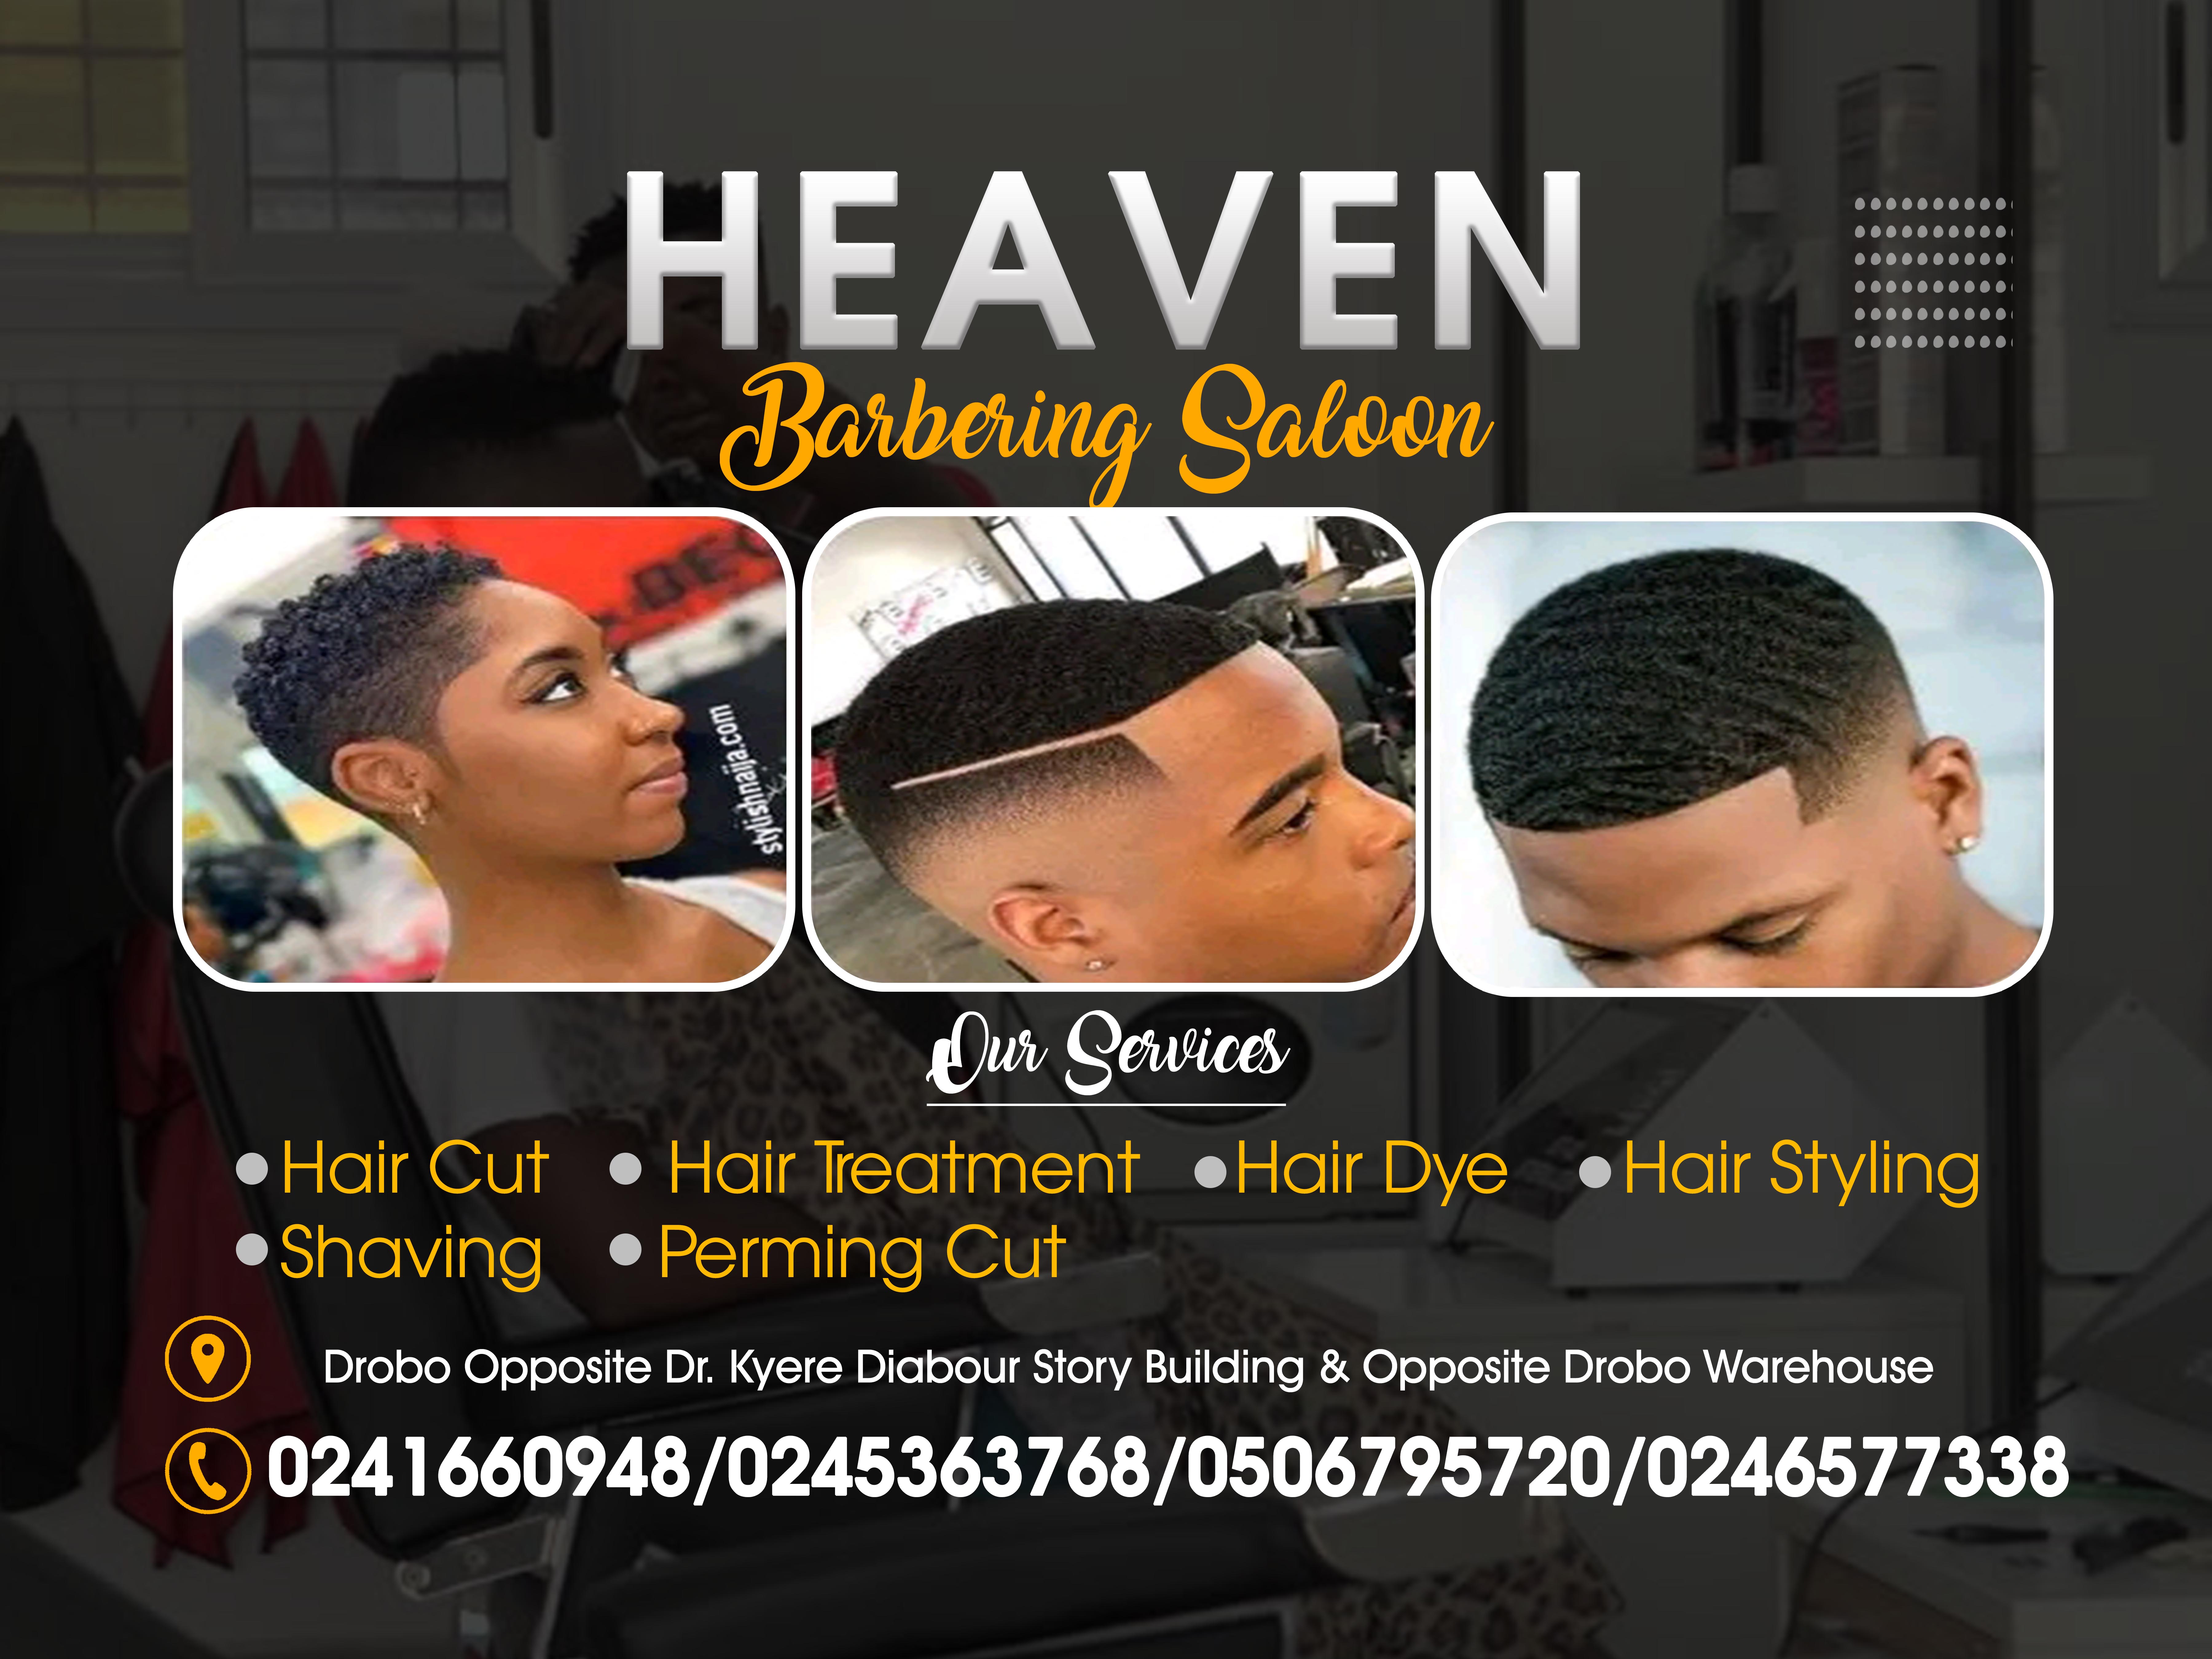 HEAVEN
Barbering Saloon
stylishnaija.com
Our Services
Hair Cut Hair Treatment Hair Dye Hair Styling
Shaving Perming Cut
Drobo Opposite Dr. Kyere Diabour Story Building & Opposite Drobo Warehouse
0241660948/0245363768/0506795720/0246577338